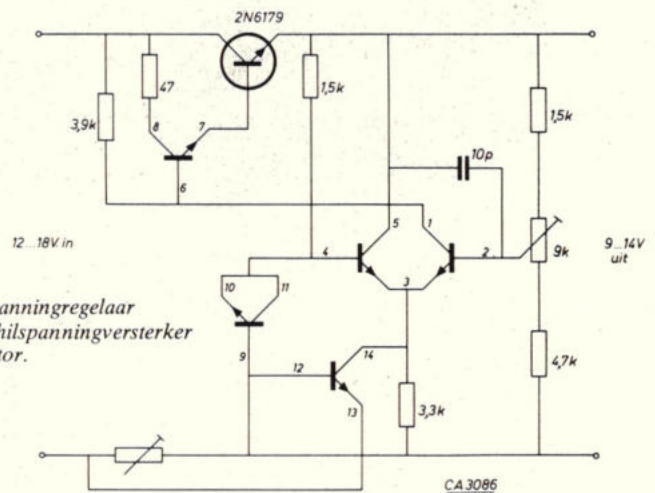 2N6179
47
1,5k
3,9k
8
7
1,5k
10p
6
5
1
12...18V. in
4
2
9k
9...14V
uit
10
11
3
anningregelaar
hilspanningversterker
tor.
9
12
14
4,7k
13
3,3k
CA3086